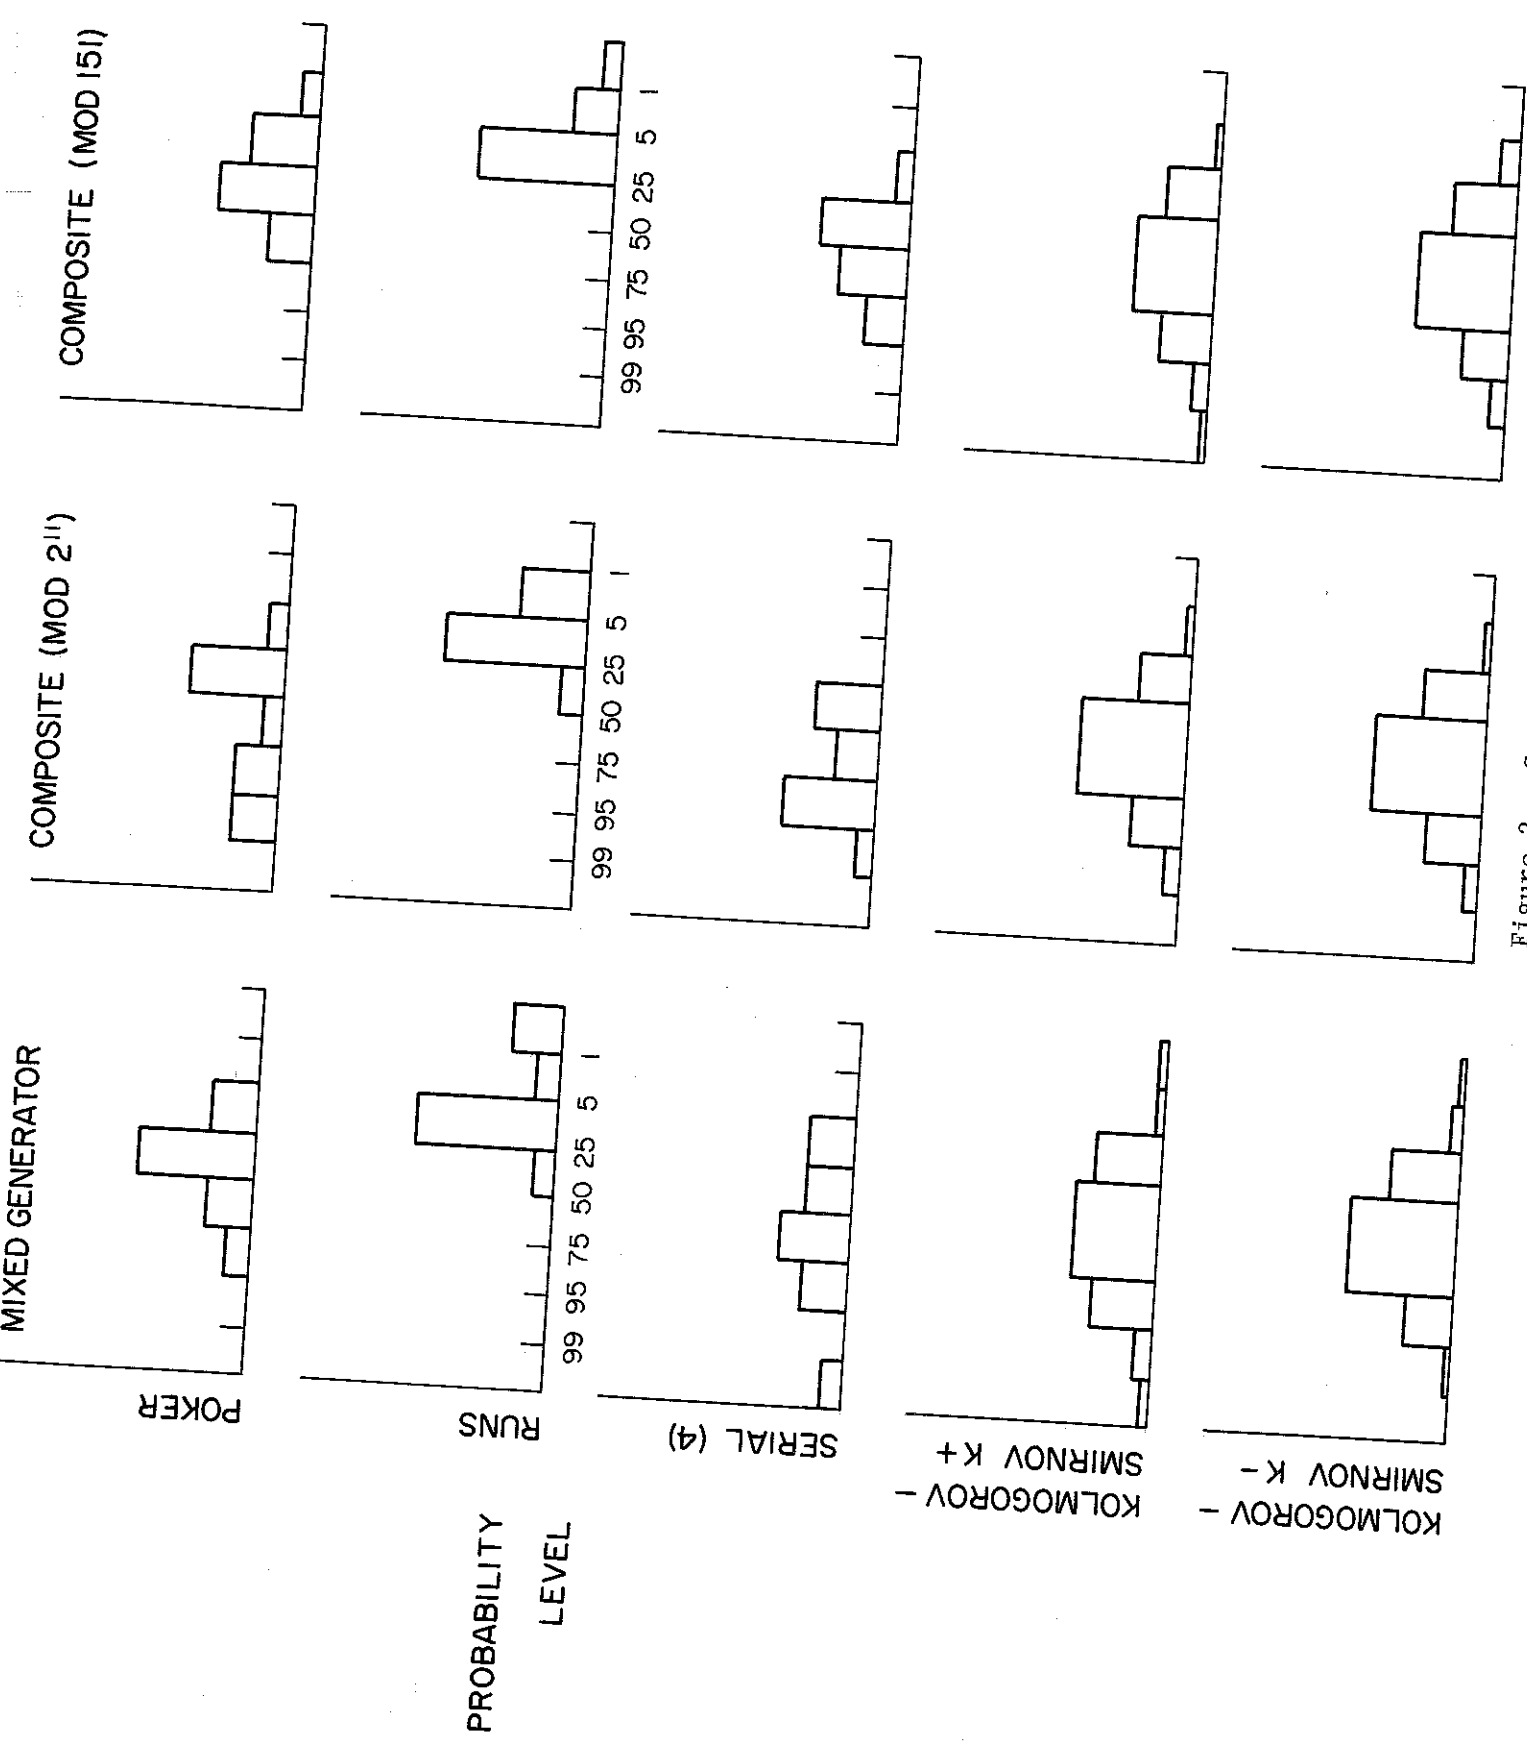 MIXED GENERATOR
COMPOSITE (MOD 2¹¹)
COMPOSITE (MOD 151)
POKER
RUNS
PROBABILITY
LEVEL
99 95 75 50 25 5 1
99 95 75 50 25 5 1
99 95 75 50 25 5 1
SERIAL (4)
KOLMOGOROV -
SMIRNOV K+
KOLMOGOROV -
SMIRNOV K-
Figure